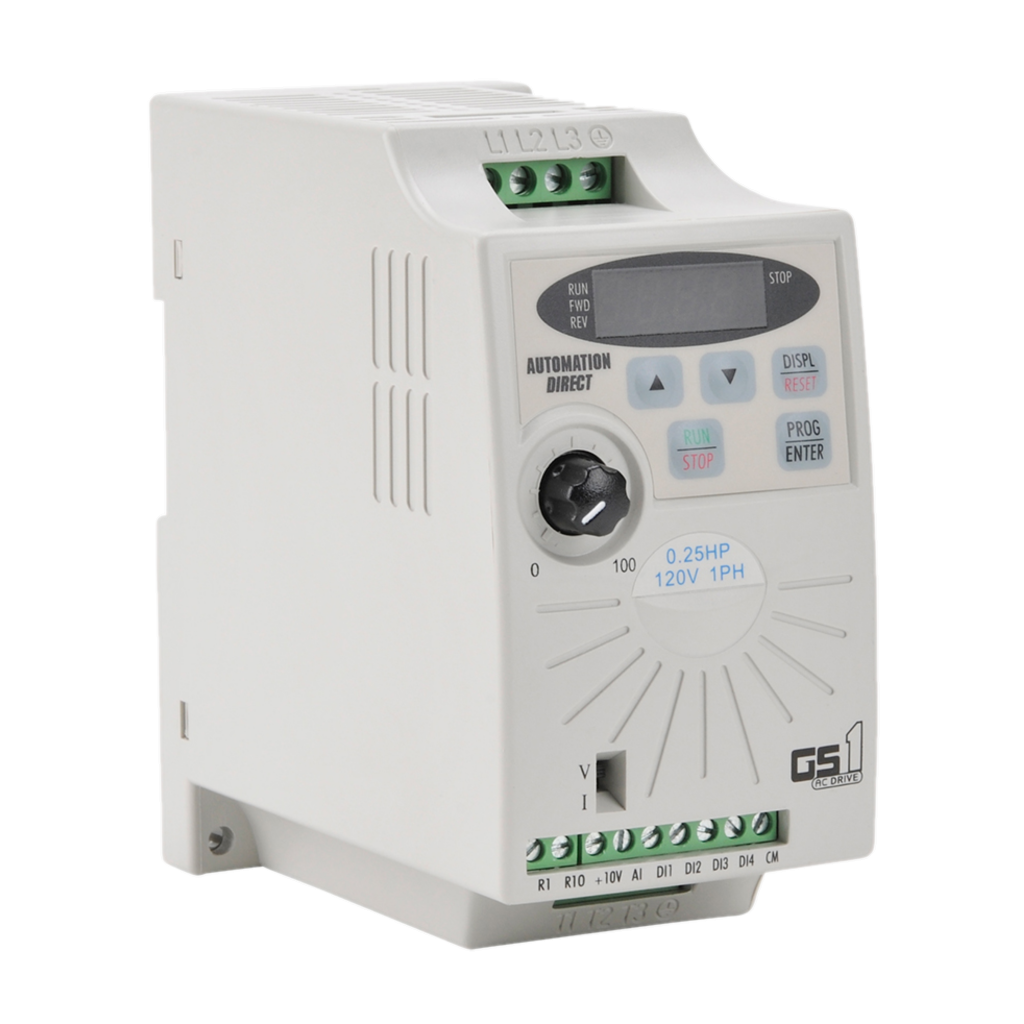 L1 L2 L3
RUN
FWD
REV
STOP
AUTOMATION
DIRECT
▲
▼
DISPL
RESET
RUN
STOP
PROG
ENTER
0
100
0.25HP
120V 1PH
GS1
AC DRIVE
V
I
R1 R10 +10V AI DI1 DI2 DI3 DI4 CM